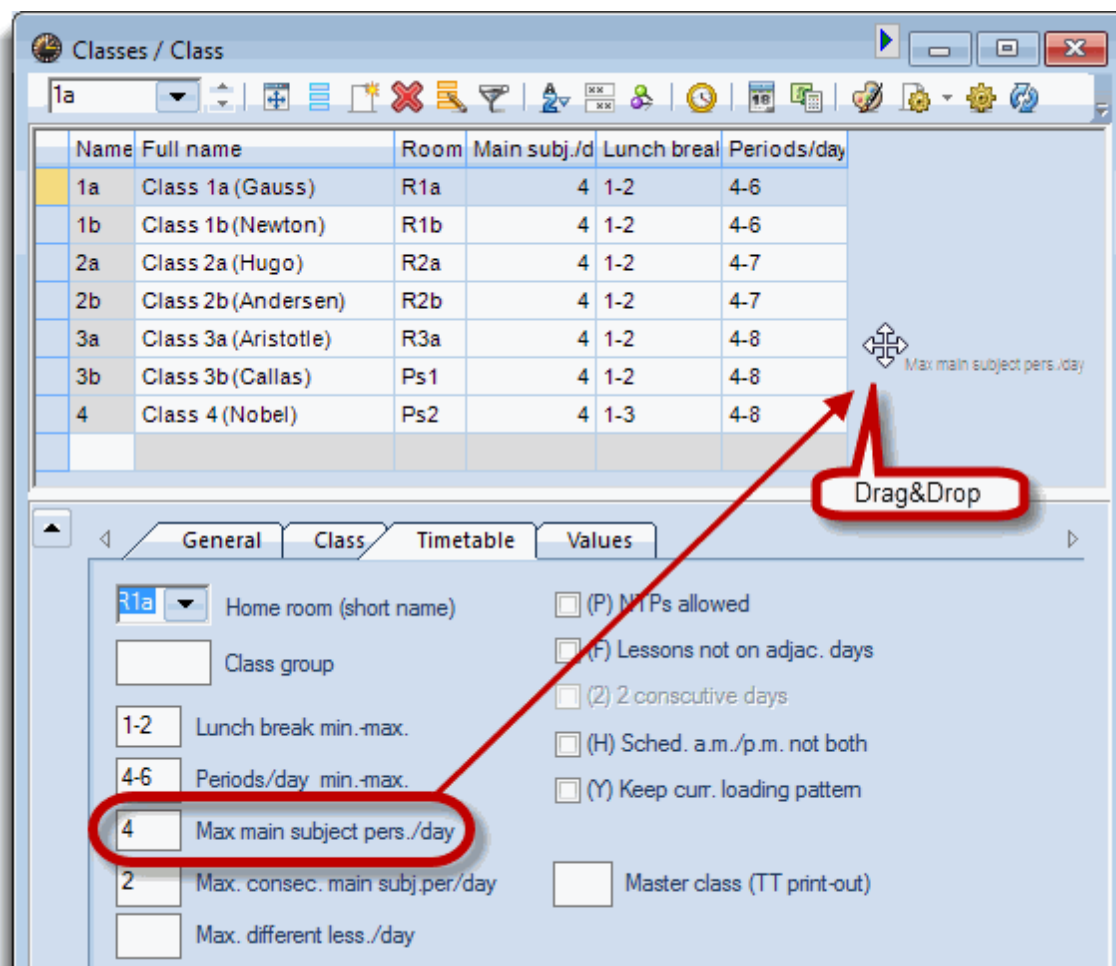 Classes / Class
1a
Name Full name Room Main subj./d Lunch break Periods/day
1a Class 1a (Gauss) R1a 4 1-2 4-6
1b Class 1b (Newton) R1b 4 1-2 4-6
2a Class 2a (Hugo) R2a 4 1-2 4-7
2b Class 2b (Andersen) R2b 4 1-2 4-7
3a Class 3a (Aristotle) R3a 4 1-2 4-8
3b Class 3b (Callas) Ps1 4 1-2 4-8
4 Class 4 (Nobel) Ps2 4 1-3 4-8
Max main subject pers./day
Drag&Drop
General Class Timetable Values
R1a Home room (short name) (P) NTPs allowed
Class group (F) Lessons not on adjac. days
(2) 2 conscutive days
1-2 Lunch break min.-max. (H) Sched. a.m./p.m. not both
4-6 Periods/day min.-max. (Y) Keep curr. loading pattern
4 Max main subject pers./day
2 Max. consec. main subj.per/day Master class (TT print-out)
Max. different less./day